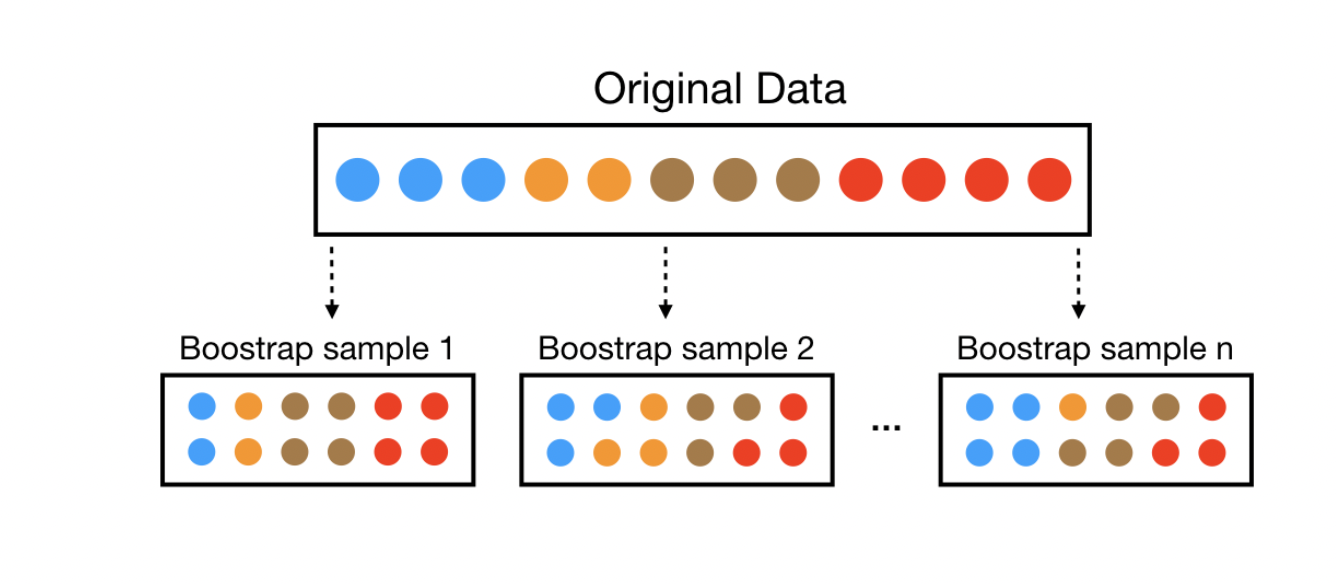 Original Data
Boostrap sample 1
Boostrap sample 2
...
Boostrap sample n